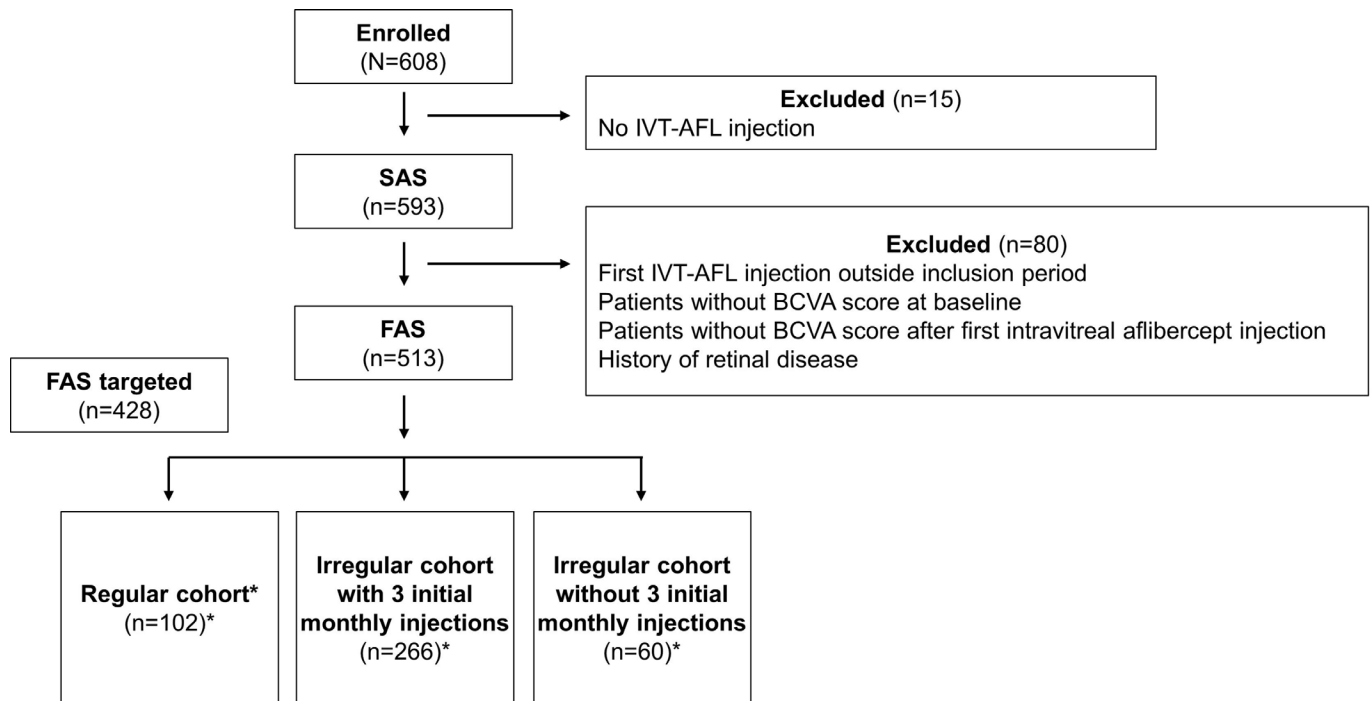 Enrolled
(N=608)
Excluded (n=15)
No IVT-AFL injection
SAS
(n=593)
Excluded (n=80)
First IVT-AFL injection outside inclusion period
Patients without BCVA score at baseline
Patients without BCVA score after first intravitreal aflibercept injection
History of retinal disease
FAS
(n=513)
FAS targeted
(n=428)
Regular cohort*
(n=102)*
Irregular cohort
with 3 initial
monthly injections
(n=266)*
Irregular cohort
without 3 initial
monthly injections
(n=60)*